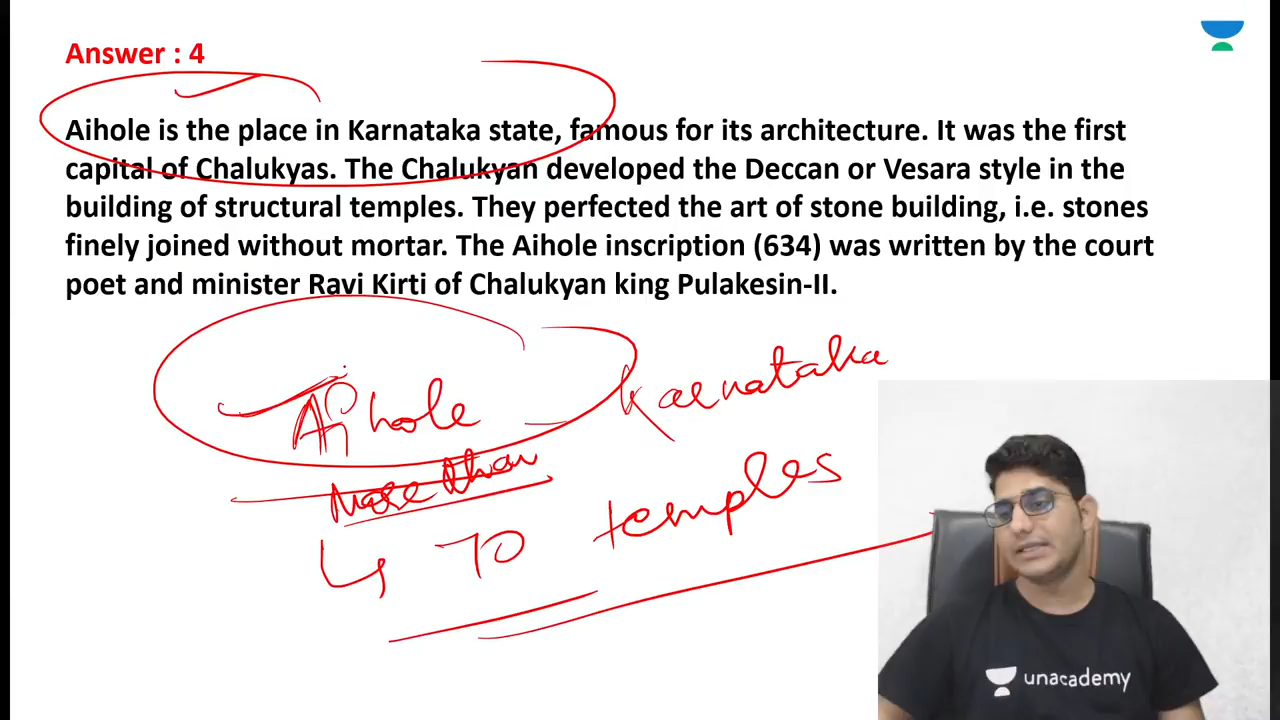 Answer : 4
Aihole is the place in Karnataka state, famous for its architecture. It was the first
capital of Chalukyas. The Chalukyan developed the Deccan or Vesara style in the
building of structural temples. They perfected the art of stone building, i.e. stones
finely joined without mortar. The Aihole inscription (634) was written by the court
poet and minister Ravi Kirti of Chalukyan king Pulakesin-II.
Aihole - Karnataka
More than
70 temples
unacademy